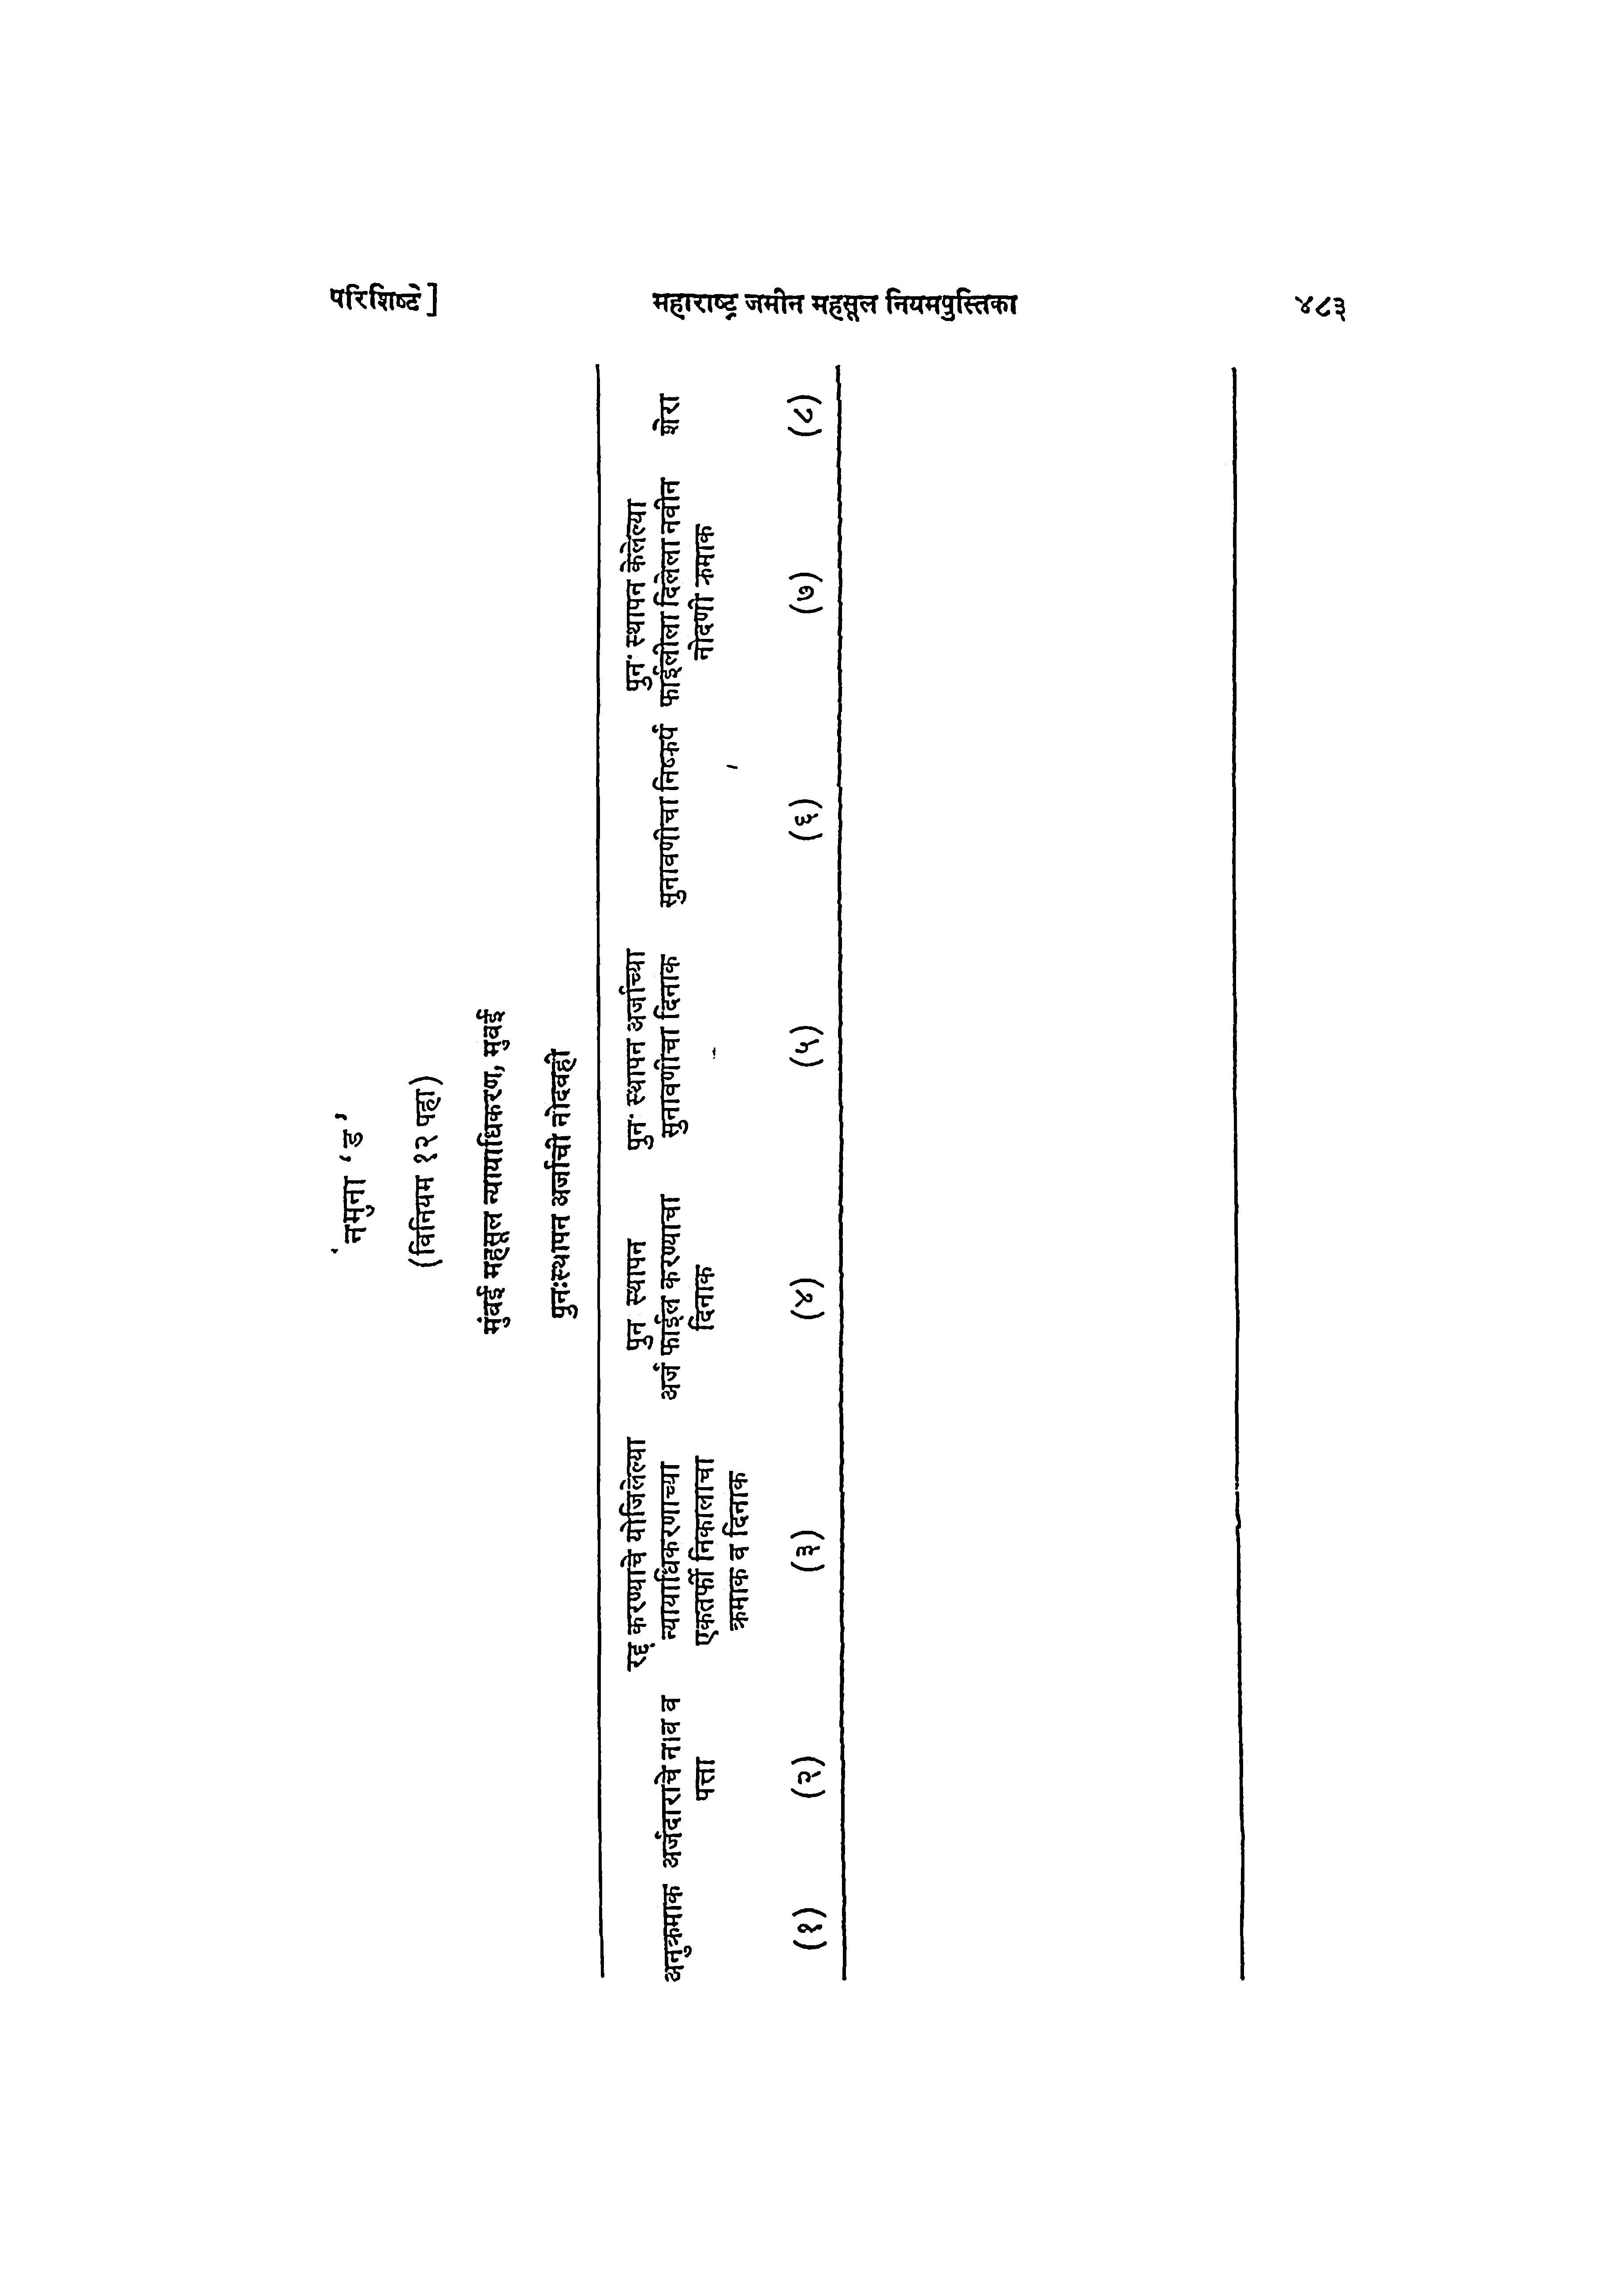 परिशिष्टे]
महाराष्ट्र जमीन महसूल नियमपुस्तिका
४८३
नमुना ‘ड’
(विनियम १२ पहा)
मुंबई महसूल न्यायाधिकरण, मुबई
पुनःस्थापन अर्जाची नोदवही
अनुक्रमाक
(१)
अर्जदाराचे नाव व
पत्ता
(२)
रद्द करण्याचे योजिलेल्या
न्यायाधिकरणाच्या
एकतर्फी निकालाचा
क्रमाक व दिनाक
(३)
पुन स्थापन
अर्ज फाईल करण्याचा
दिनाक
(४)
पुन स्थापन अर्जाच्या
सुनावणीचा दिनाक
(५)
सुनावणीचा निष्कर्ष
(६)
पुन स्थापन केलेल्या
फाईलीला दिलेला नवीन
नोदणी क्रमाक
(७)
शेरा
(८)